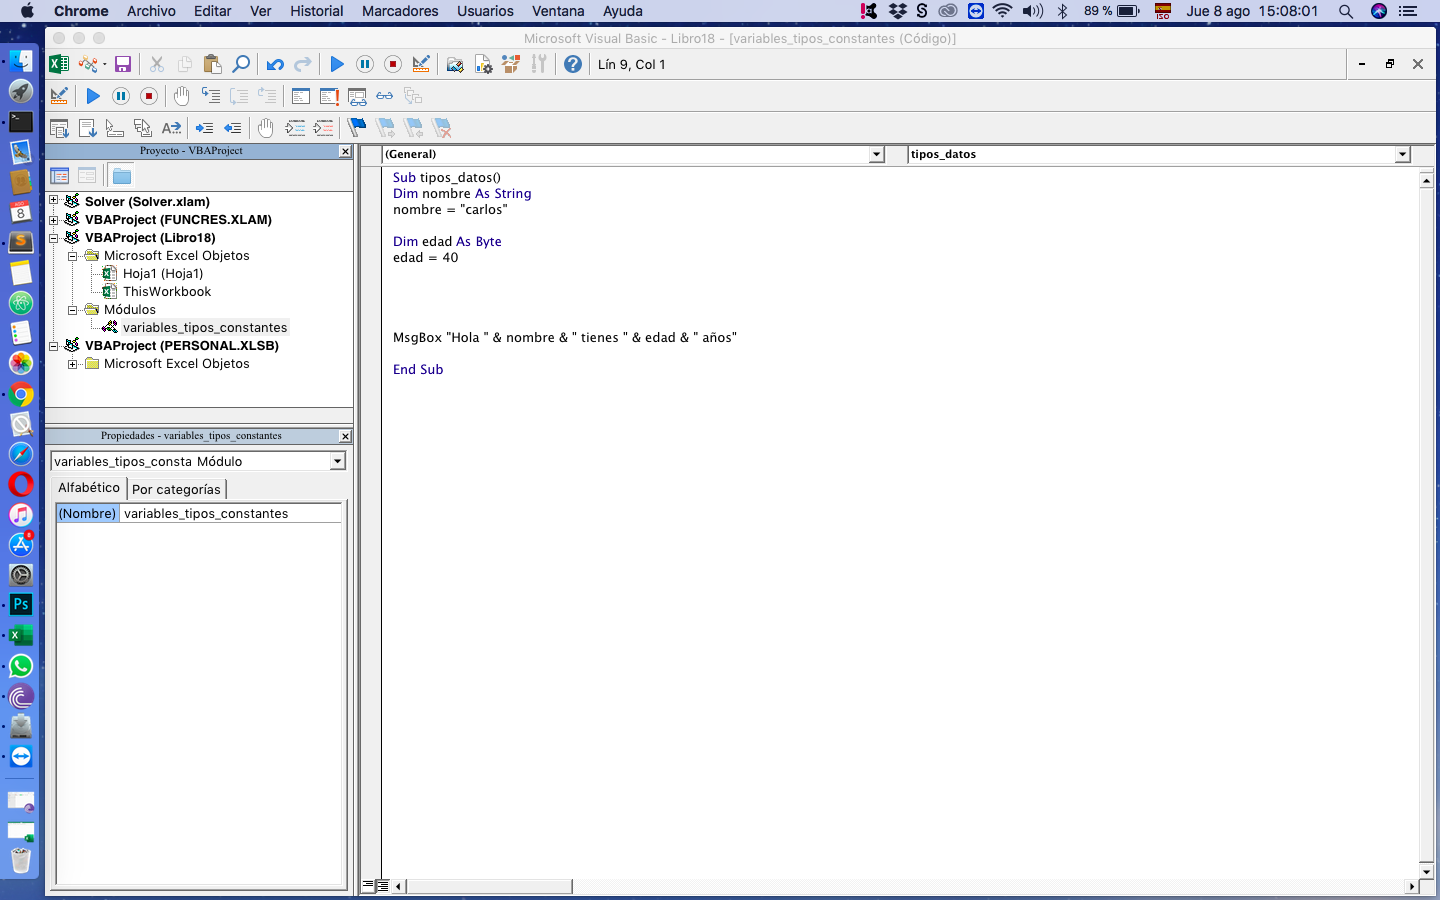 Chrome Archivo Editar Ver Historial Marcadores Usuarios Ventana Ayuda 89 % ISO Jue 8 ago 15:08:01
Microsoft Visual Basic - Libro18 - [variables_tipos_constantes (Código)]
Lín 9, Col 1
Proyecto - VBAProject
(General)
tipos_datos
Solver (Solver.xlam)
VBAProject (FUNCRES.XLAM)
VBAProject (Libro18)
Microsoft Excel Objetos
Hoja1 (Hoja1)
ThisWorkbook
Módulos
variables_tipos_constantes
VBAProject (PERSONAL.XLSB)
Microsoft Excel Objetos
Propiedades - variables_tipos_constantes
variables_tipos_consta Módulo
Alfabético
Por categorías
(Nombre) variables_tipos_constantes
Sub tipos_datos()
Dim nombre As String
nombre = "carlos"
Dim edad As Byte
edad = 40
MsgBox "Hola " & nombre & " tienes " & edad & " años"
End Sub
8
Ps